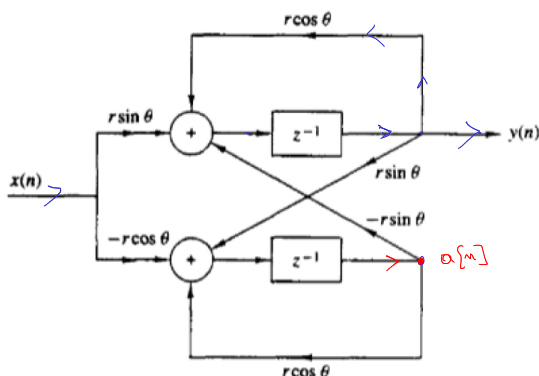 r cos θ
r sin θ
+
z⁻¹
y(n)
x(n)
r sin θ
-r sin θ
-r cos θ
+
z⁻¹
a[n]
r cos θ